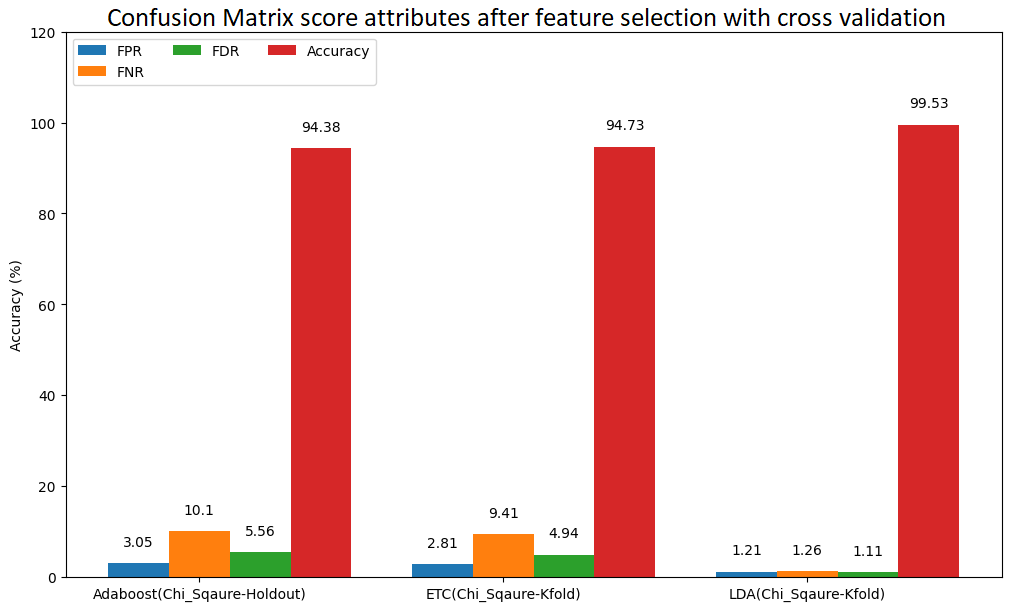 Confusion Matrix score attributes after feature selection with cross validation
120
100
80
60
40
20
0
Accuracy (%)
FPR
FNR
FDR
Accuracy
3.05
10.1
5.56
94.38
2.81
9.41
4.94
94.73
1.21
1.26
1.11
99.53
Adaboost(Chi_Sqaure-Holdout)
ETC(Chi_Sqaure-Kfold)
LDA(Chi_Sqaure-Kfold)